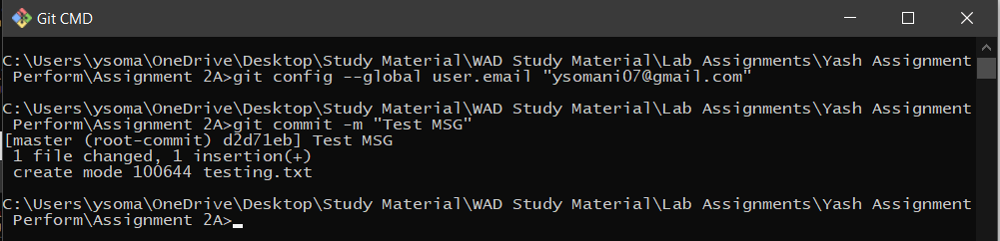 Git CMD
C:\Users\ysoma\OneDrive\Desktop\Study Material\WAD Study Material\Lab Assignments\Yash Assignment
 Perform\Assignment 2A>git config --global user.email "ysomani07@gmail.com"
C:\Users\ysoma\OneDrive\Desktop\Study Material\WAD Study Material\Lab Assignments\Yash Assignment
 Perform\Assignment 2A>git commit -m "Test MSG"
[master (root-commit) d2d71eb] Test MSG
 1 file changed, 1 insertion(+)
 create mode 100644 testing.txt
C:\Users\ysoma\OneDrive\Desktop\Study Material\WAD Study Material\Lab Assignments\Yash Assignment
 Perform\Assignment 2A>